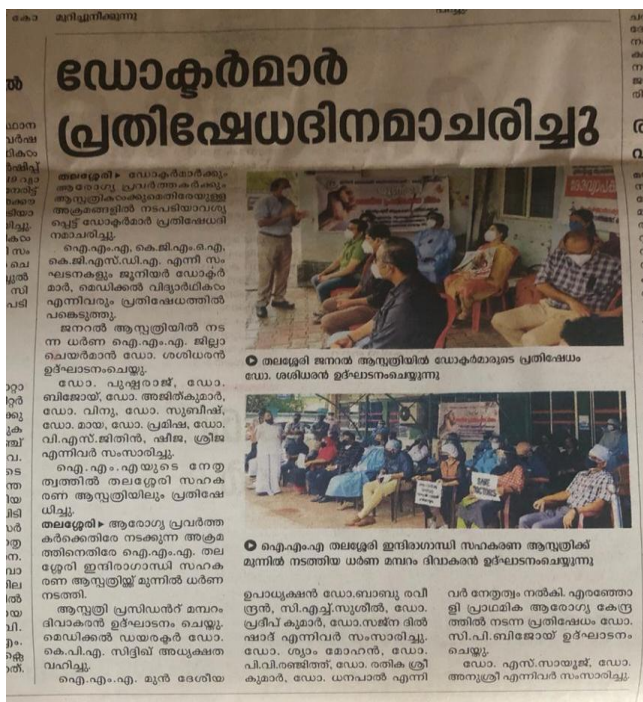 മുറിച്ചുനീക്കുന്നു
ഡോക്ടർമാർ
പ്രതിഷേധദിനമാചരിച്ചു
തലശ്ശേരി ▸ ഡോക്ടർമാർക്കും
ആരോഗ്യ പ്രവർത്തകർക്കും
ആസ്പത്രികൾക്കുമെതിരേയുള്ള
അക്രമങ്ങളിൽ നടപടിയാവശ്യ
പ്പെട്ട് ഡോക്ടർമാർ പ്രതിഷേധദി
നമാചരിച്ചു.
ഐ.എം.എ, കെ.ജി.എം.ഒ.എ,
കെ.ജി.എസ്.ഡി.എ. എന്നീ സം
ഘടനകളും ജൂനിയർ ഡോക്ടർ
മാർ, മെഡിക്കൽ വിദ്യാർഥികൾ
എന്നിവരും പ്രതിഷേധത്തിൽ
പങ്കെടുത്തു.
ജനറൽ ആസ്പത്രിയിൽ നട
ന്ന ധർണ ഐ.എം.എ. ജില്ലാ
ചെയർമാൻ ഡോ. ശശിധരൻ
ഉദ്ഘാടനംചെയ്തു.
ഡോ. പുഷ്പരാജ്, ഡോ.
ബിജോയ്, ഡോ. അജിത്കുമാർ,
ഡോ. വിനു, ഡോ. സുബീഷ്,
ഡോ. മായ, ഡോ. പ്രമിഷ, ഡോ.
വി.എസ്.ജിതിൻ, ഷീജ, ശ്രീജ
എന്നിവർ സംസാരിച്ചു.
ഐ.എം.എയുടെ നേതൃ
ത്വത്തിൽ തലശ്ശേരി സഹക
രണ ആസ്പത്രിയിലും പ്രതിഷേ
ധിച്ചു.
തലശ്ശേരി ▸ ആരോഗ്യ പ്രവർത്ത
കർക്കെതിരേ നടക്കുന്ന അക്രമ
ത്തിനെതിരേ ഐ.എം.എ. തല
ശ്ശേരി ഇന്ദിരാഗാന്ധി സഹക
രണ ആസ്പത്രിയ്ക്ക് മുന്നിൽ ധർണ
നടത്തി.
ആസ്പത്രി പ്രസിഡൻറ് മമ്പറം
ദിവാകരൻ ഉദ്ഘാടനം ചെയ്തു.
മെഡിക്കൽ ഡയരക്ടർ ഡോ.
കെ.പി.എ. സിദ്ദിഖ് അധ്യക്ഷത
വഹിച്ചു.
ഐ.എം.എ. മുൻ ദേശീയ
തലശ്ശേരി ജനറൽ ആസ്പത്രിയിൽ ഡോക്ടർമാരുടെ പ്രതിഷേധം
ഡോ. ശശിധരൻ ഉദ്ഘാടനംചെയ്യുന്നു
ഐ.എം.എ തലശ്ശേരി ഇന്ദിരാഗാന്ധി സഹകരണ ആസ്പത്രിക്ക്
മുന്നിൽ നടത്തിയ ധർണ മമ്പറം ദിവാകരൻ ഉദ്ഘാടനംചെയ്യുന്നു
ഉപാധ്യക്ഷൻ ഡോ.ബാബു രവീ
ന്ദ്രൻ, സി.എച്ച്.സുശീൽ, ഡോ.
പ്രദീപ് കുമാർ, ഡോ.സജ്ന ദിൽ
ഷാദ് എന്നിവർ സംസാരിച്ചു.
ഡോ. ശ്യാം മോഹൻ, ഡോ.
പി.വി.രഞ്ജിത്ത്, ഡോ. രതിക ശ്രീ
കുമാർ, ഡോ. ധനപാൽ എന്നി
വർ നേതൃത്വം നൽകി. എരഞ്ഞോ
ളി പ്രാഥമിക ആരോഗ്യ കേന്ദ്ര
ത്തിൽ നടന്ന പ്രതിഷേധം ഡോ.
സി.പി.ബിജോയ് ഉദ്ഘാടനം
ചെയ്തു.
ഡോ. എസ്.സായൂജ്, ഡോ.
അനുശ്രീ എന്നിവർ സംസാരിച്ചു.